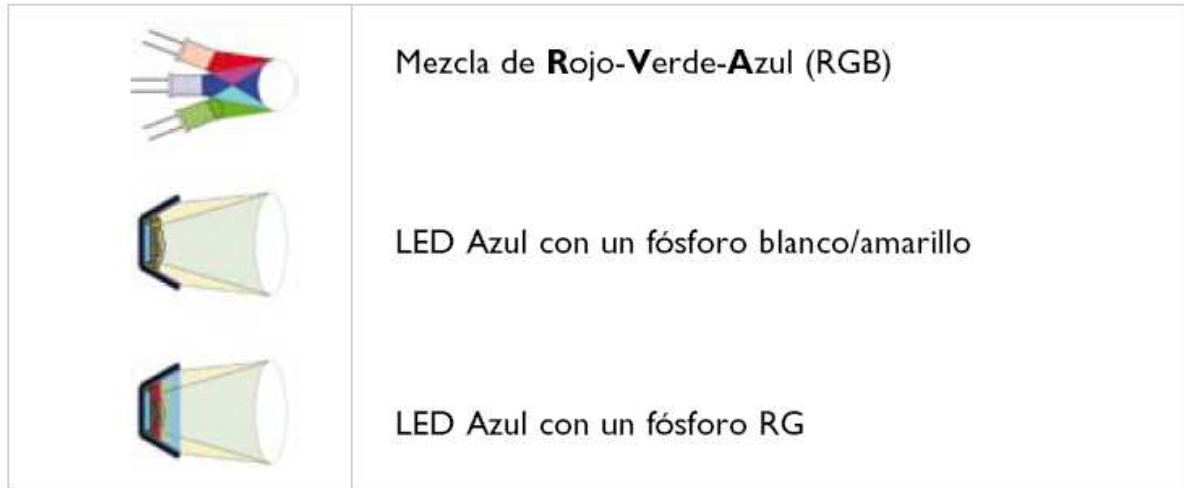 Mezcla de Rojo-Verde-Azul (RGB)
LED Azul con un fósforo blanco/amarillo
LED Azul con un fósforo RG